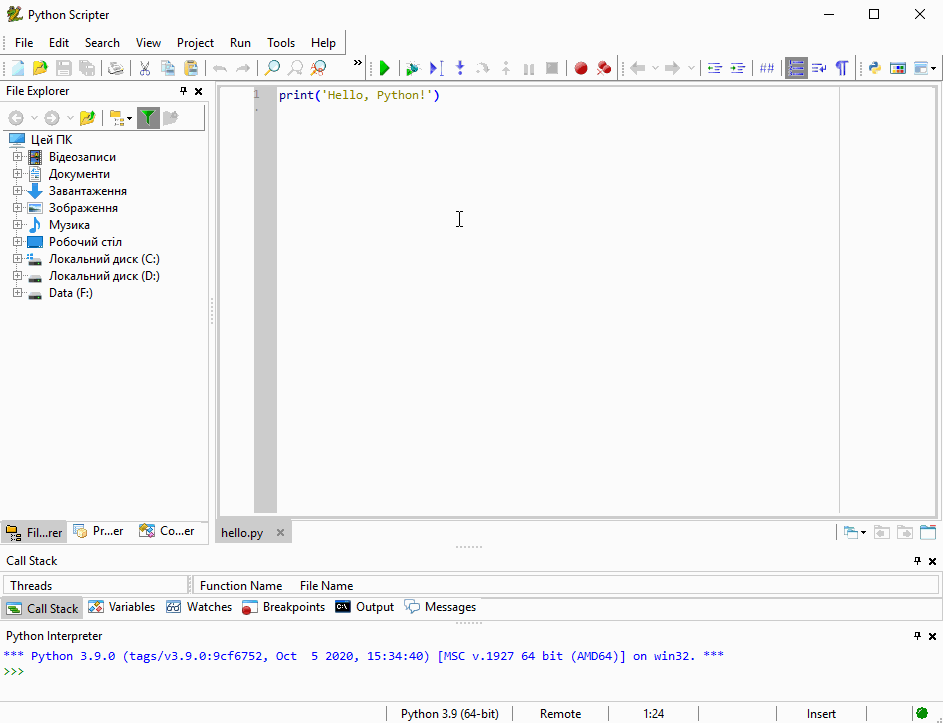 Python Scripter
File Edit Search View Project Run Tools Help
»
##
File Explorer
Цей ПК
Відеозаписи
Документи
Завантаження
Зображення
Музика
Робочий стіл
Локальний диск (C:)
Локальний диск (D:)
Data (F:)
1 print('Hello, Python!')
Fil...rer Pr...er Co...er
hello.py
Call Stack
Threads Function Name File Name
Call Stack Variables Watches Breakpoints Output Messages
Python Interpreter
*** Python 3.9.0 (tags/v3.9.0:9cf6752, Oct  5 2020, 15:34:40) [MSC v.1927 64 bit (AMD64)] on win32. ***
>>>
Python 3.9 (64-bit) Remote 1:24 Insert